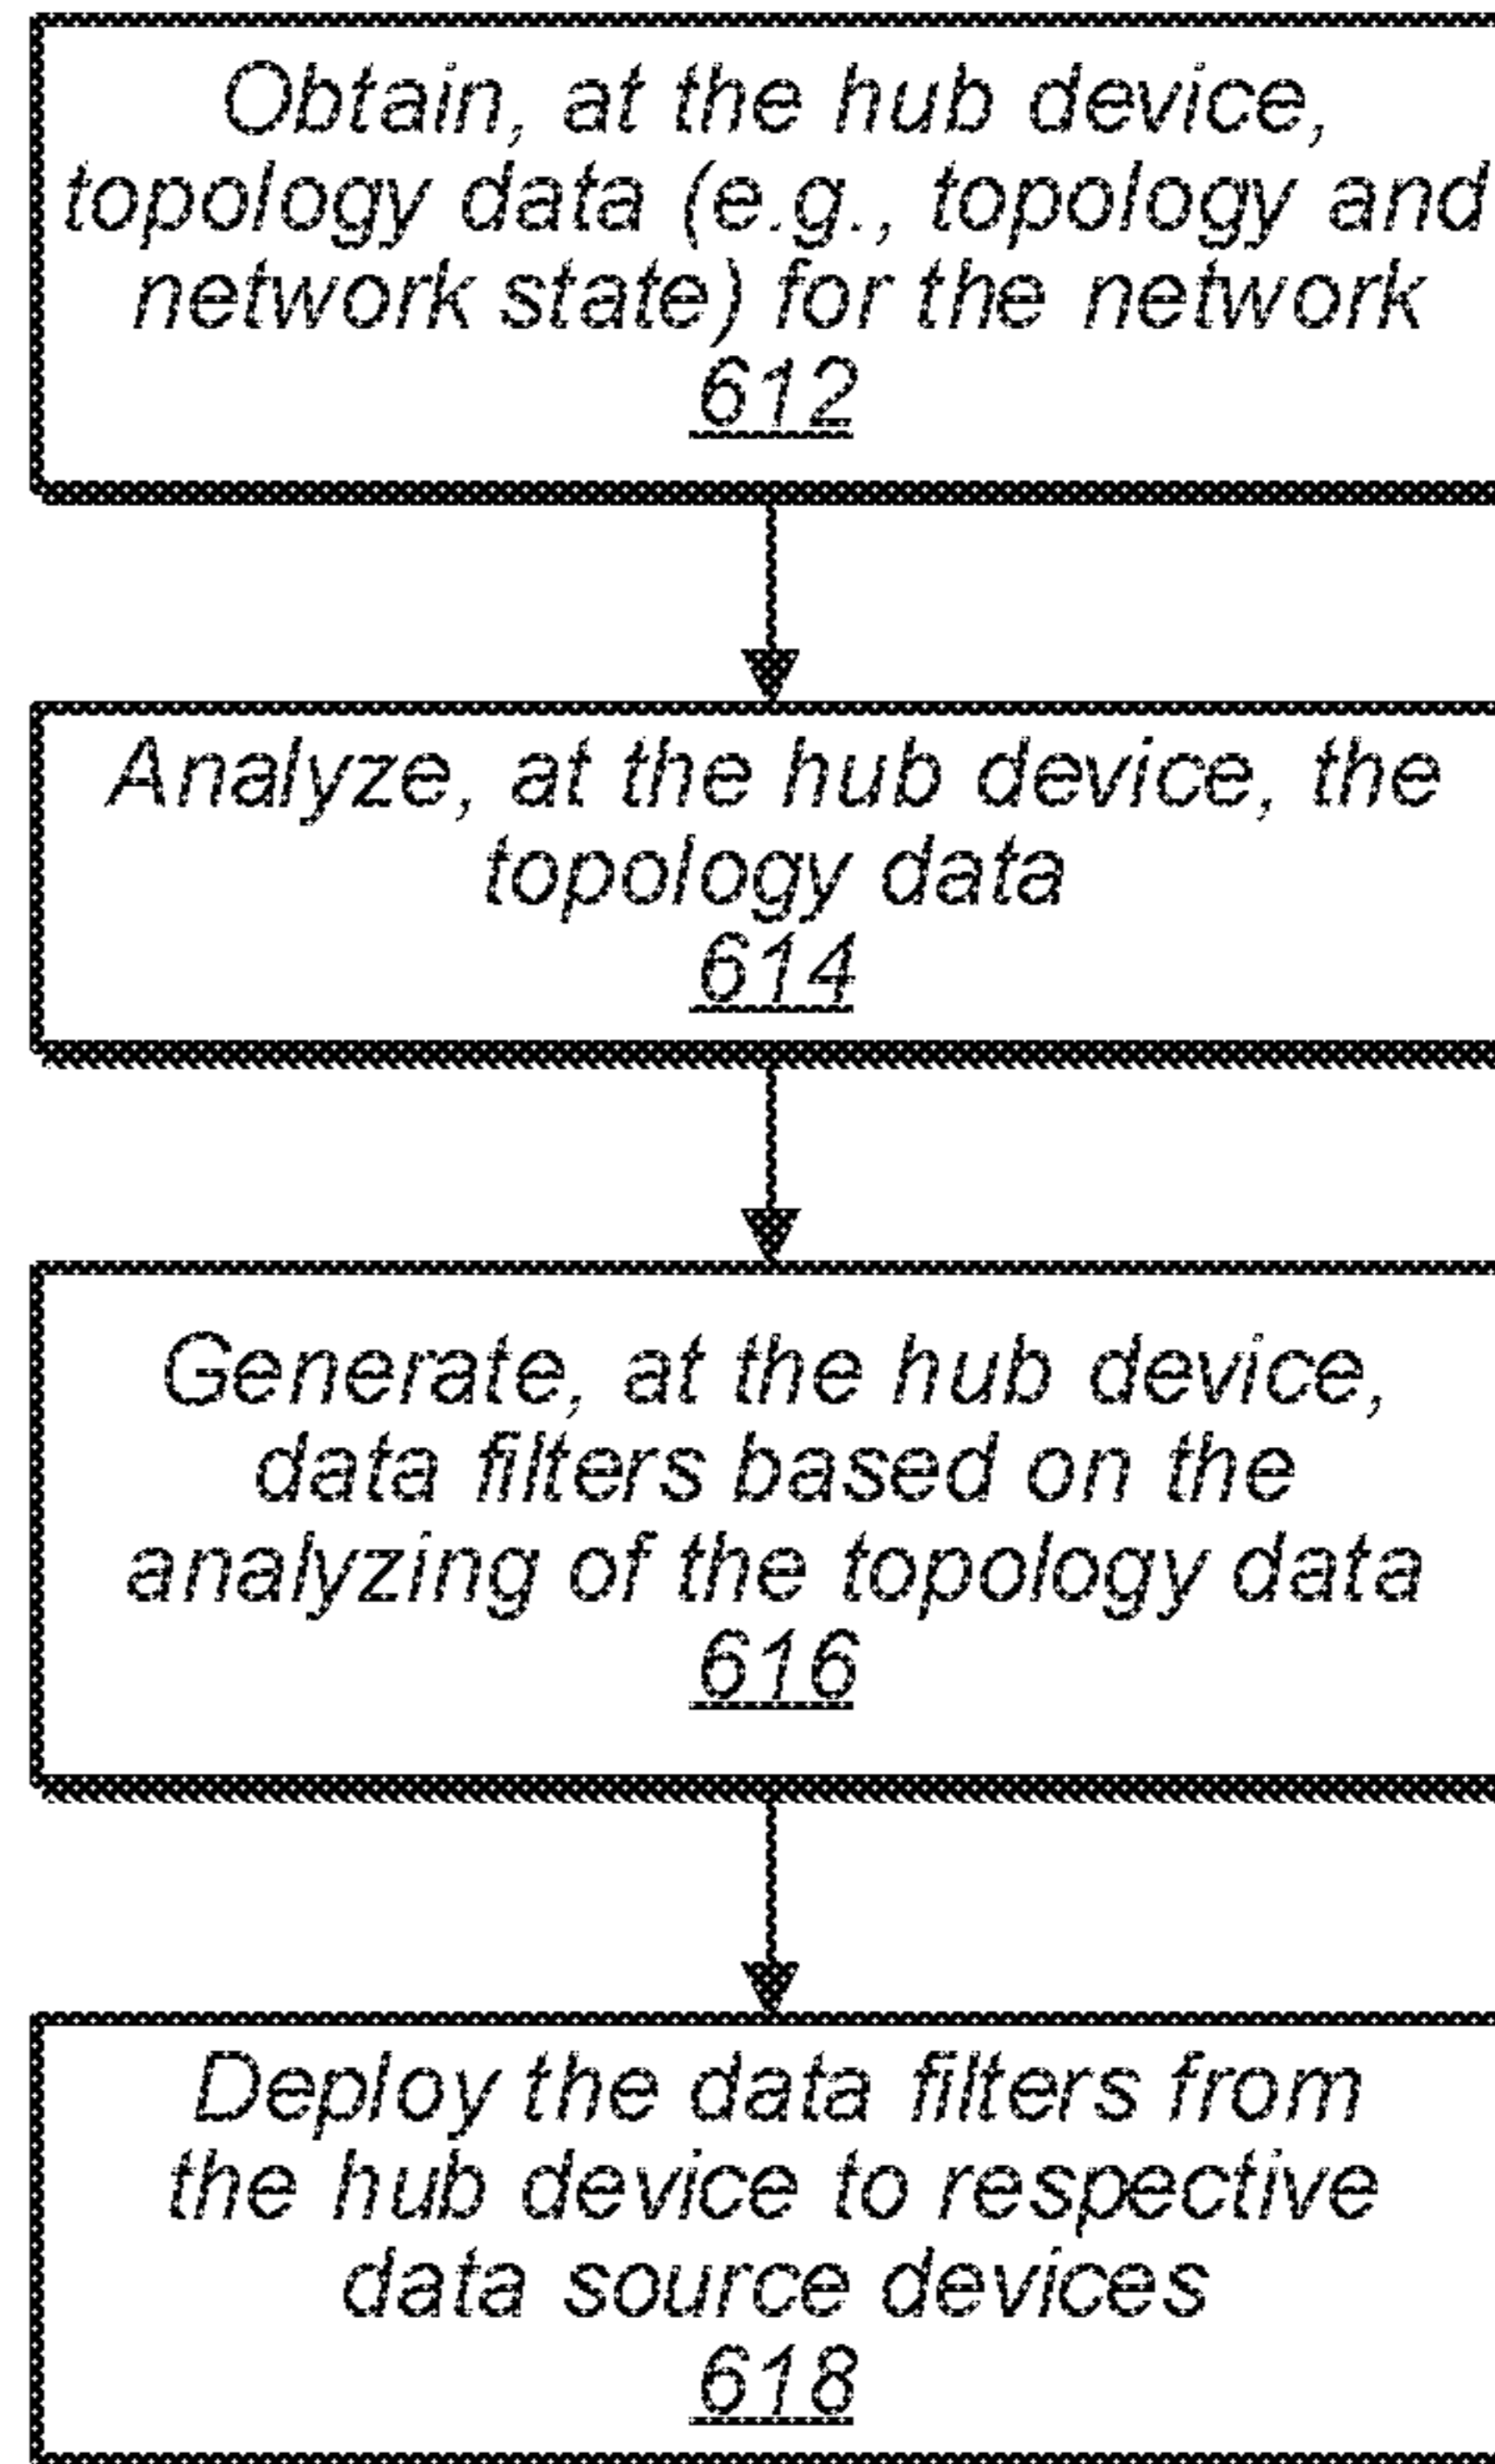 Obtain, at the hub device,
topology data (e.g., topology and
network state) for the network
612
Analyze, at the hub device, the
topology data
614
Generate, at the hub device,
data filters based on the
analyzing of the topology data
616
Deploy the data filters from
the hub device to respective
data source devices
618